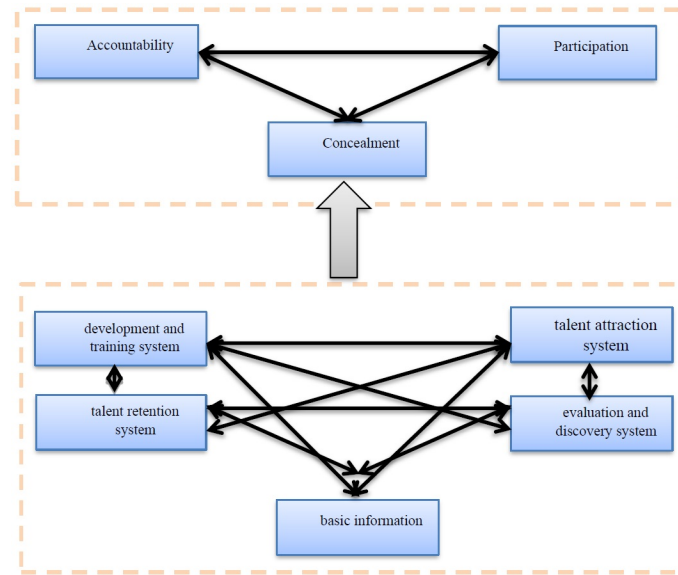 Accountability
Participation
Concealment
development and
training system
talent attraction
system
talent retention
system
evaluation and
discovery system
basic information